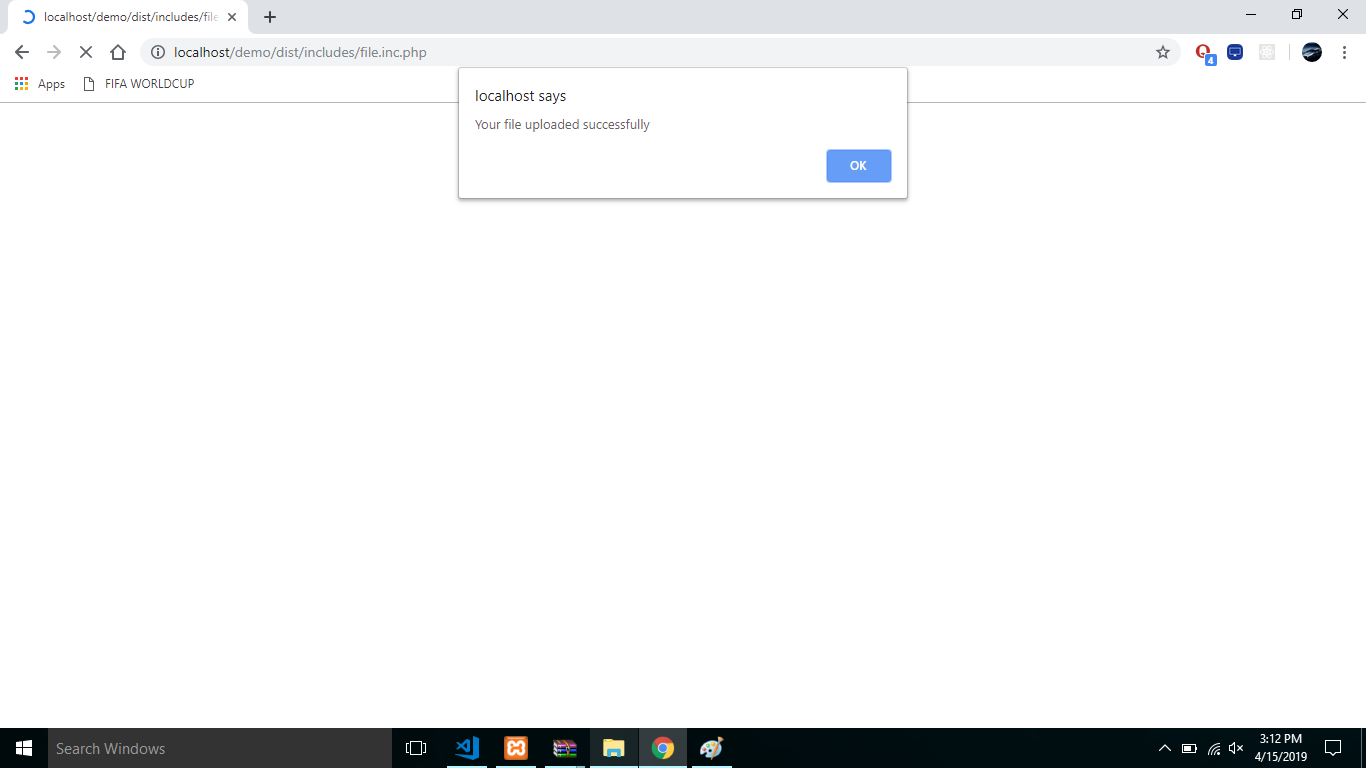 localhost/demo/dist/includes/file
localhost/demo/dist/includes/file.inc.php
4
Apps
FIFA WORLDCUP
localhost says
Your file uploaded successfully
OK
Search Windows
3:12 PM
4/15/2019